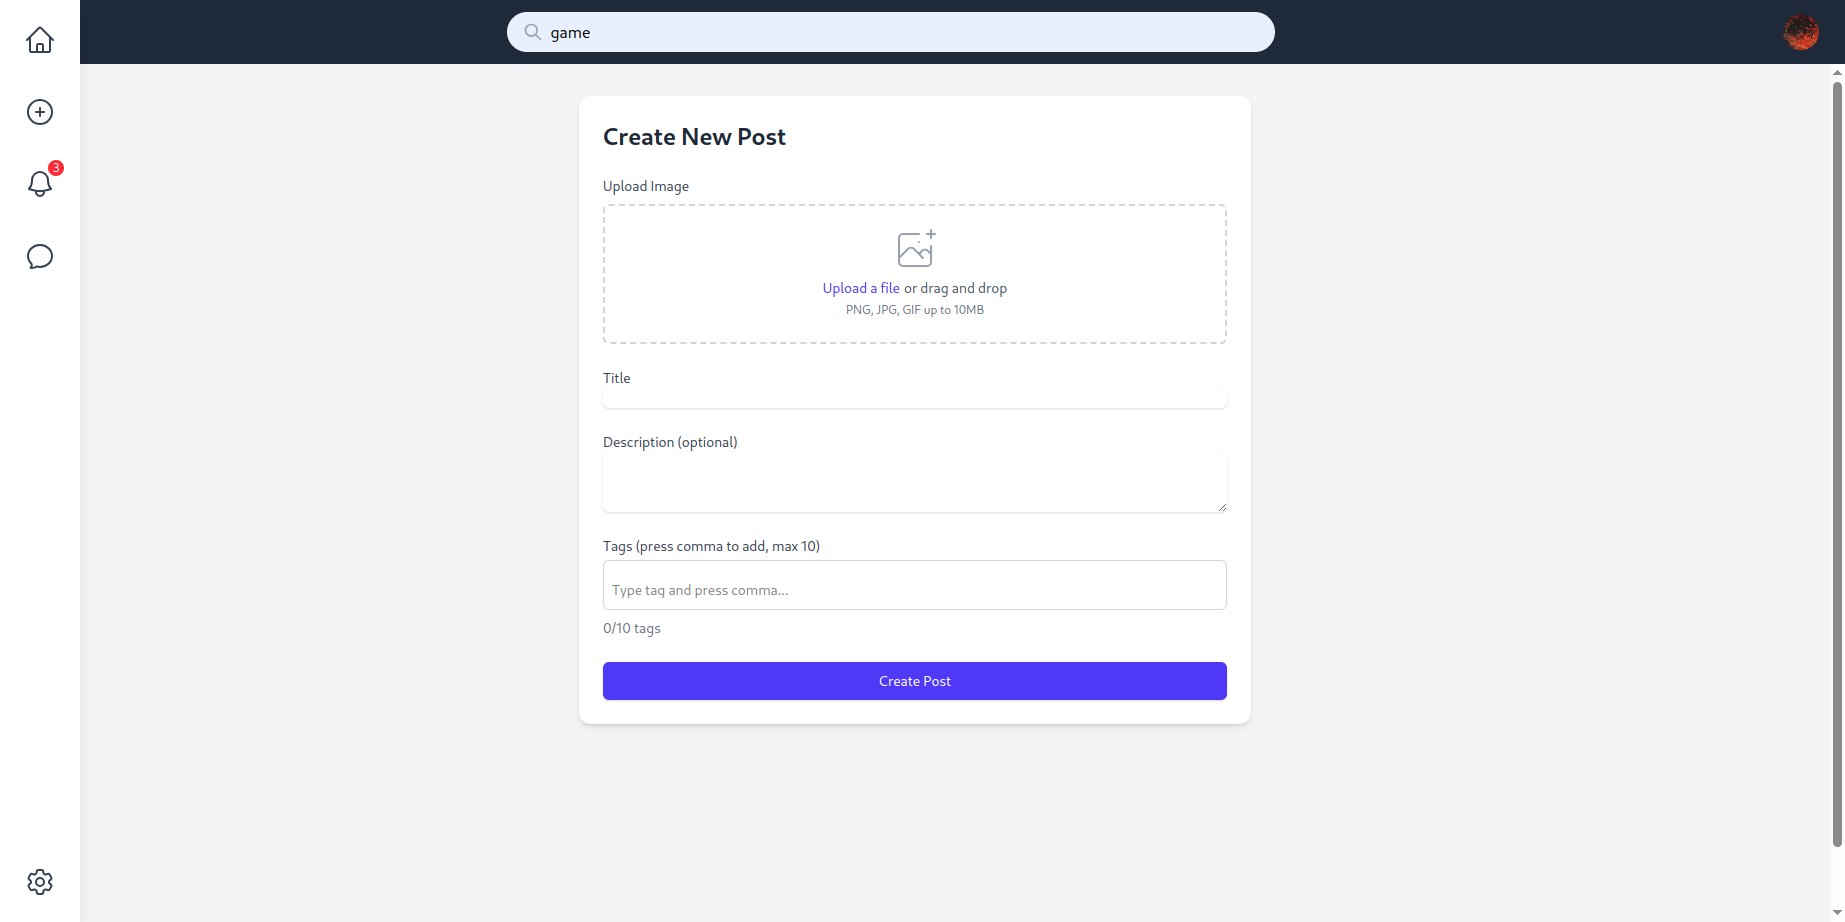 game
3
Create New Post
Upload Image
Upload a file or drag and drop
PNG, JPG, GIF up to 10MB
Title
Description (optional)
Tags (press comma to add, max 10)
Type tag and press comma...
0/10 tags
Create Post